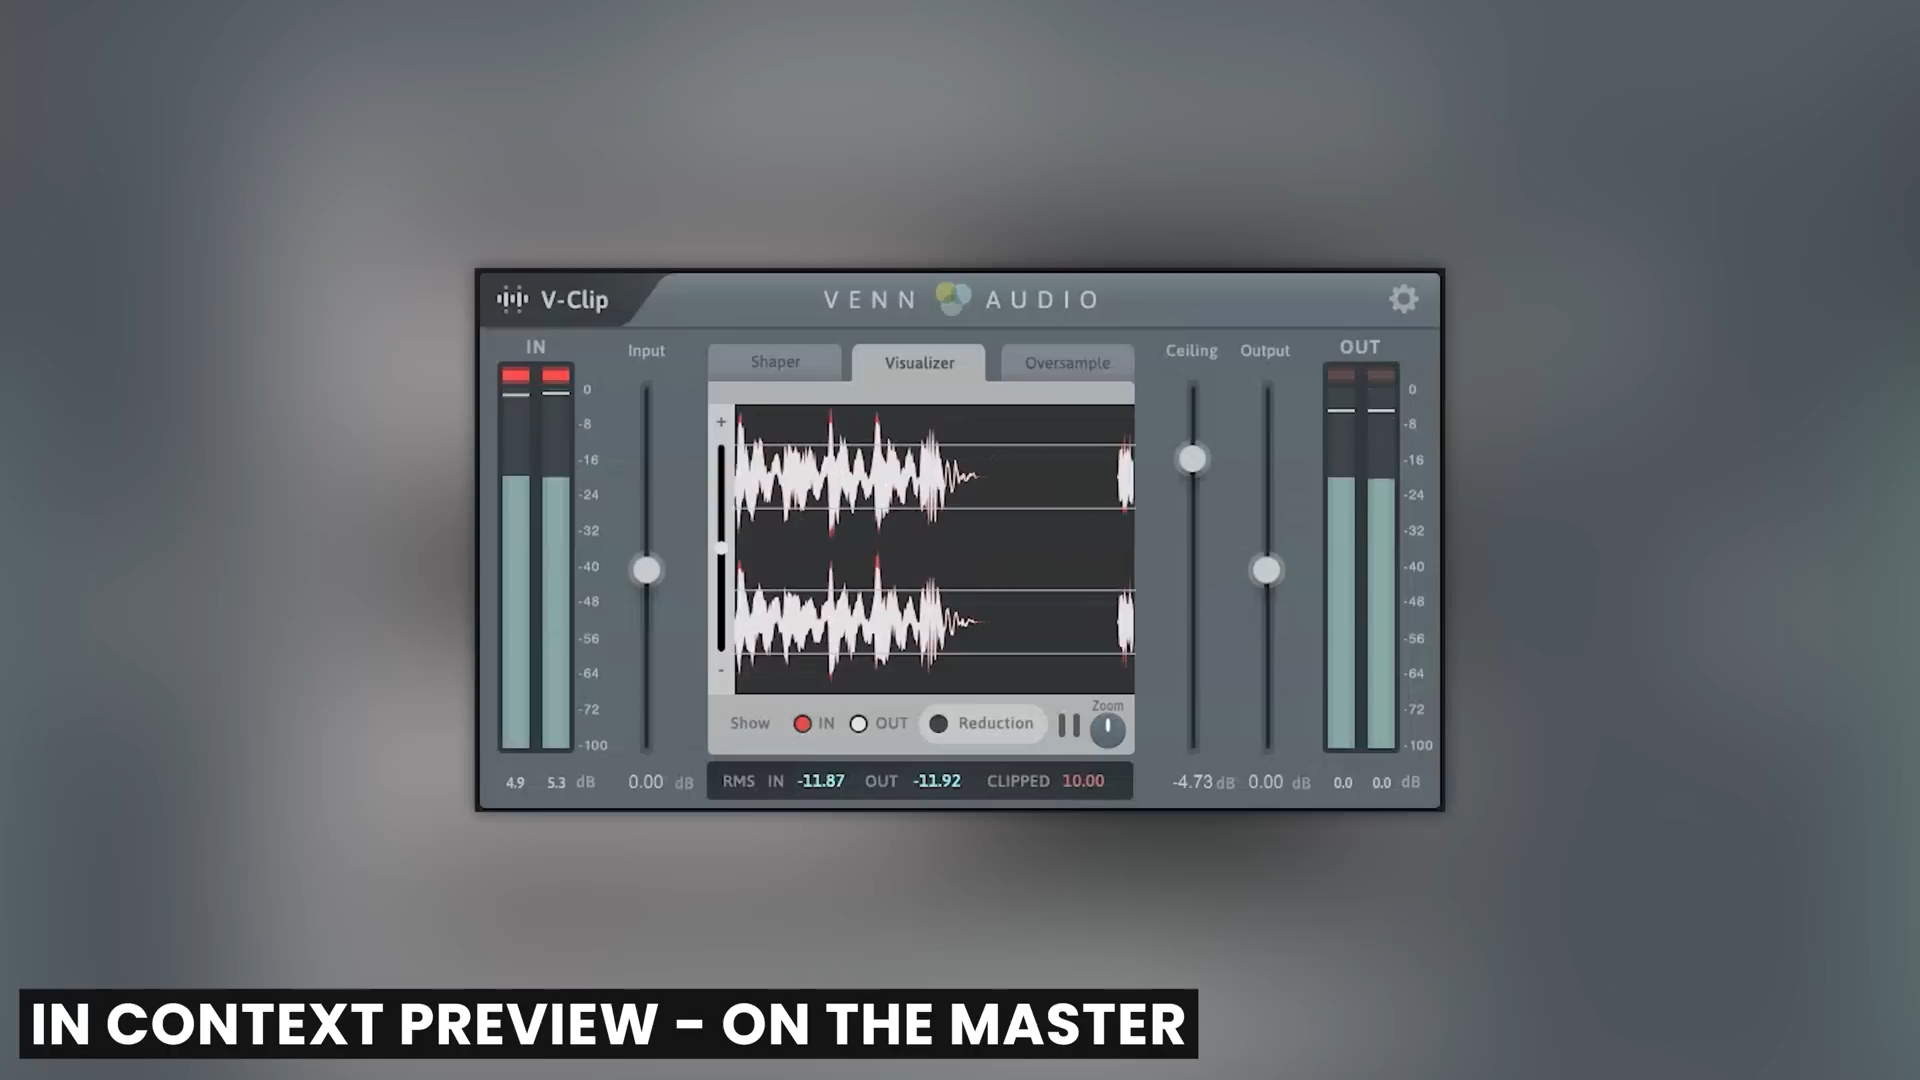 V-Clip
VENN AUDIO
IN
Input
Shaper
Visualizer
Oversample
Ceiling
Output
OUT
0
-8
-16
-24
-32
-40
-48
-56
-64
-72
-100
+
-
0
-8
-16
-24
-32
-40
-48
-56
-64
-72
-100
Show IN OUT Reduction
Zoom
4.9 5.3 dB
0.00 dB
RMS IN -11.87 OUT -11.92 CLIPPED 10.00
-4.73 dB
0.00 dB
0.0 0.0 dB
IN CONTEXT PREVIEW - ON THE MASTER